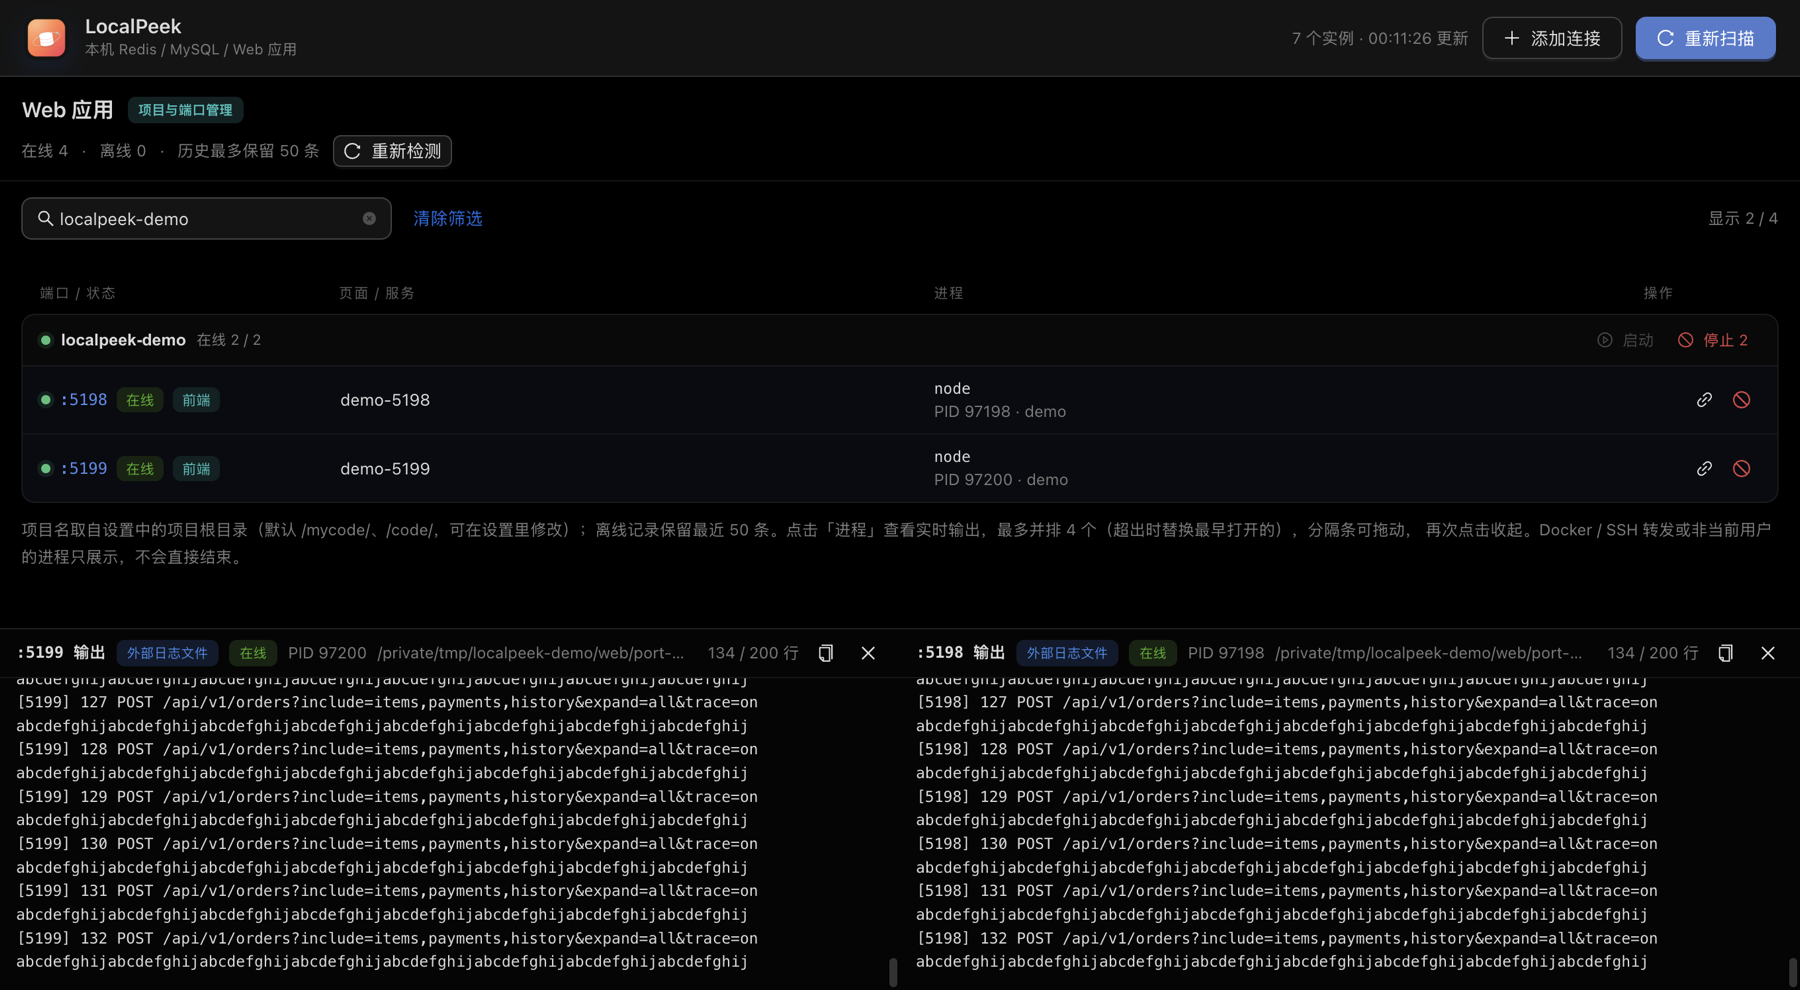 LocalPeek
本机 Redis / MySQL / Web 应用
7 个实例 · 00:11:26 更新
添加连接
重新扫描
Web 应用
项目与端口管理
在线 4 · 离线 0 · 历史最多保留 50 条
重新检测
localpeek-demo
清除筛选
显示 2 / 4
端口 / 状态
页面 / 服务
进程
操作
localpeek-demo 在线 2 / 2
启动
停止 2
:5198 在线 前端
demo-5198
node
PID 97198 · demo
:5199 在线 前端
demo-5199
node
PID 97200 · demo
项目名取自设置中的项目根目录（默认 /mycode/、/code/，可在设置里修改）；离线记录保留最近 50 条。点击「进程」查看实时输出，最多并排 4 个（超出时替换最早打开的），分隔条可拖动， 再次点击收起。Docker / SSH 转发或非当前用户
的进程只展示，不会直接结束。
:5199 输出 外部日志文件 在线 PID 97200 /private/tmp/localpeek-demo/web/port-... 134 / 200 行
abcdefghijabcdefghijabcdefghijabcdefghijabcdefghijabcdefghijabcdefghijabcdefghij
[5199] 127 POST /api/v1/orders?include=items,payments,history&expand=all&trace=on
abcdefghijabcdefghijabcdefghijabcdefghijabcdefghijabcdefghijabcdefghijabcdefghij
[5199] 128 POST /api/v1/orders?include=items,payments,history&expand=all&trace=on
abcdefghijabcdefghijabcdefghijabcdefghijabcdefghijabcdefghijabcdefghijabcdefghij
[5199] 129 POST /api/v1/orders?include=items,payments,history&expand=all&trace=on
abcdefghijabcdefghijabcdefghijabcdefghijabcdefghijabcdefghijabcdefghijabcdefghij
[5199] 130 POST /api/v1/orders?include=items,payments,history&expand=all&trace=on
abcdefghijabcdefghijabcdefghijabcdefghijabcdefghijabcdefghijabcdefghijabcdefghij
[5199] 131 POST /api/v1/orders?include=items,payments,history&expand=all&trace=on
abcdefghijabcdefghijabcdefghijabcdefghijabcdefghijabcdefghijabcdefghijabcdefghij
[5199] 132 POST /api/v1/orders?include=items,payments,history&expand=all&trace=on
abcdefghijabcdefghijabcdefghijabcdefghijabcdefghijabcdefghijabcdefghijabcdefghij
:5198 输出 外部日志文件 在线 PID 97198 /private/tmp/localpeek-demo/web/port-... 134 / 200 行
abcdefghijabcdefghijabcdefghijabcdefghijabcdefghijabcdefghijabcdefghijabcdefghij
[5198] 127 POST /api/v1/orders?include=items,payments,history&expand=all&trace=on
abcdefghijabcdefghijabcdefghijabcdefghijabcdefghijabcdefghijabcdefghijabcdefghij
[5198] 128 POST /api/v1/orders?include=items,payments,history&expand=all&trace=on
abcdefghijabcdefghijabcdefghijabcdefghijabcdefghijabcdefghijabcdefghijabcdefghij
[5198] 129 POST /api/v1/orders?include=items,payments,history&expand=all&trace=on
abcdefghijabcdefghijabcdefghijabcdefghijabcdefghijabcdefghijabcdefghijabcdefghij
[5198] 130 POST /api/v1/orders?include=items,payments,history&expand=all&trace=on
abcdefghijabcdefghijabcdefghijabcdefghijabcdefghijabcdefghijabcdefghijabcdefghij
[5198] 131 POST /api/v1/orders?include=items,payments,history&expand=all&trace=on
abcdefghijabcdefghijabcdefghijabcdefghijabcdefghijabcdefghijabcdefghijabcdefghij
[5198] 132 POST /api/v1/orders?include=items,payments,history&expand=all&trace=on
abcdefghijabcdefghijabcdefghijabcdefghijabcdefghijabcdefghijabcdefghijabcdefghij